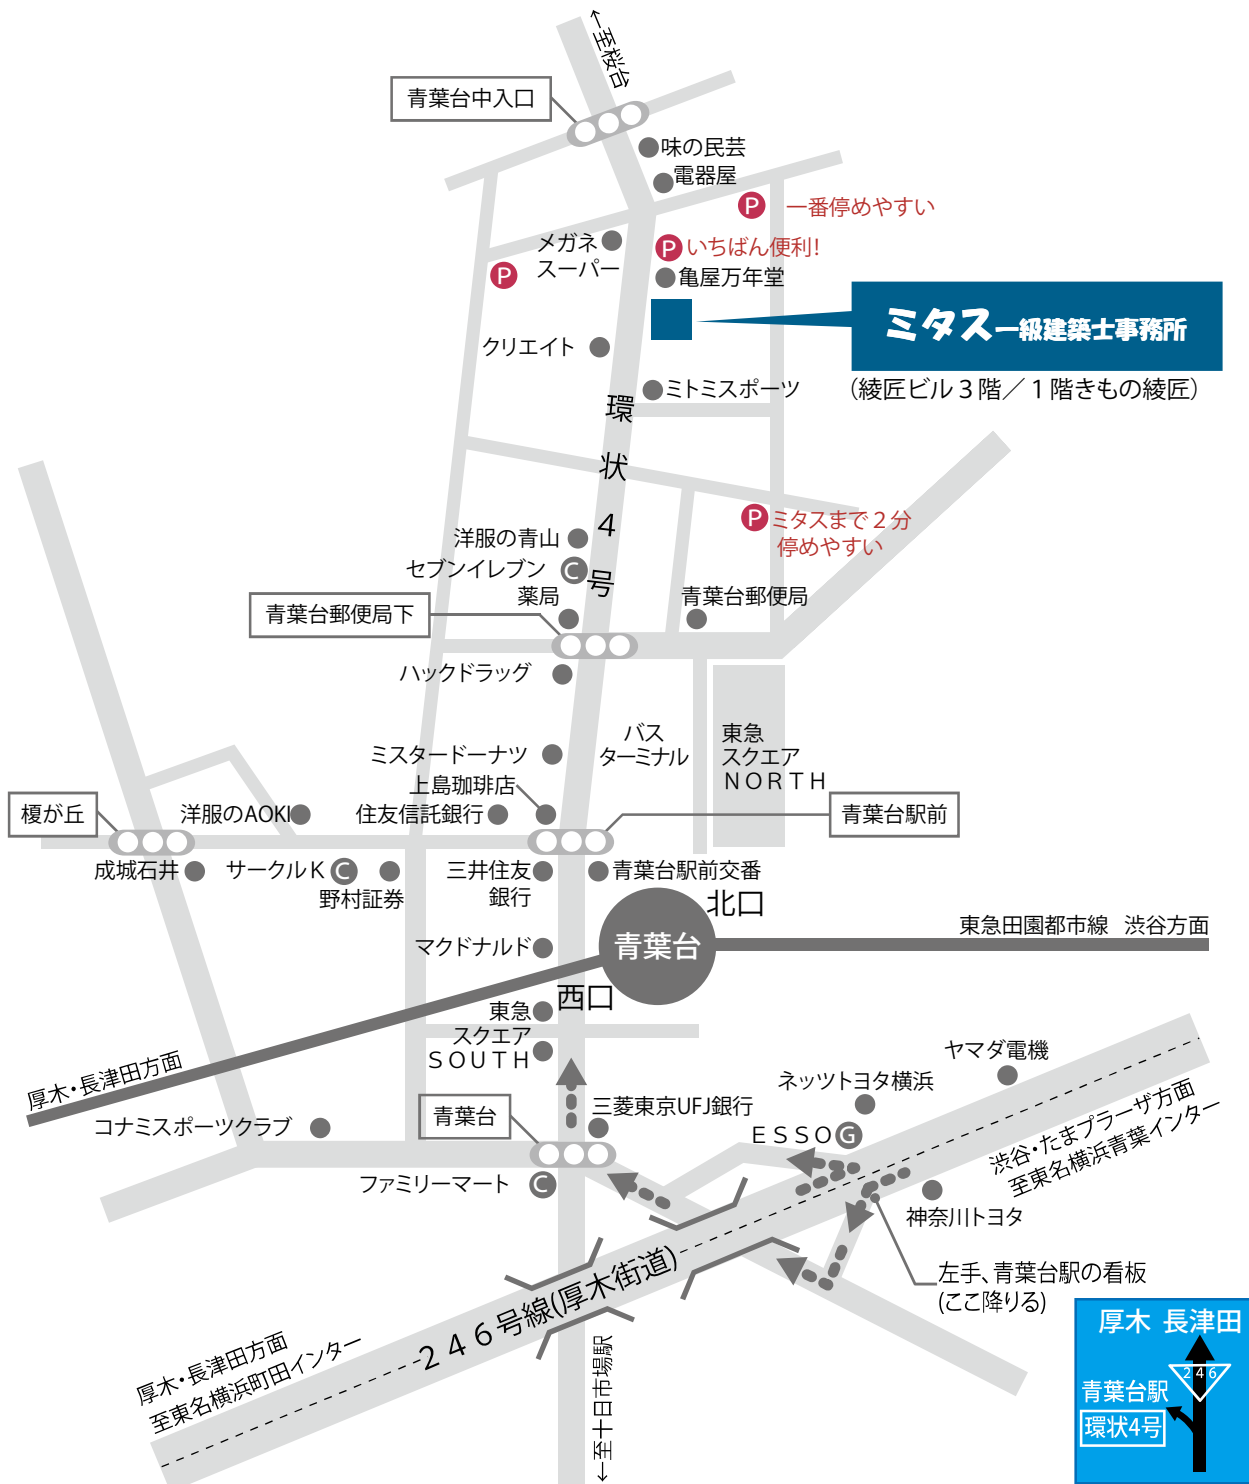 ←至桜台
青葉台中入口
味の民芸
電器屋
P 一番停めやすい
メガネ
スーパー
P いちばん便利!
P
亀屋万年堂
ミタス一級建築士事務所
(綾匠ビル3階／1階きもの綾匠)
クリエイト
ミトミスポーツ
環状4号
P ミタスまで2分
停めやすい
洋服の青山
セブンイレブン C
薬局
青葉台郵便局
青葉台郵便局下
ハックドラッグ
バス
ターミナル
東急
スクエア
NORTH
ミスタードーナツ
上島珈琲店
榎が丘
洋服のAOKI
住友信託銀行
青葉台駅前
成城石井
サークルK C
野村証券
三井住友
銀行
青葉台駅前交番
北口
青葉台
東急田園都市線 渋谷方面
マクドナルド
西口
東急
スクエア
SOUTH
厚木・長津田方面
ヤマダ電機
ネッツトヨタ横浜
コナミスポーツクラブ
青葉台
三菱東京UFJ銀行
ESSO G
渋谷・たまプラーザ方面
至東名横浜青葉インター
ファミリーマート C
神奈川トヨタ
左手、青葉台駅の看板
(ここ降りる)
246号線(厚木街道)
厚木・長津田方面
至東名横浜町田インター
←至十日市場駅
厚木 長津田
246
青葉台駅
環状4号